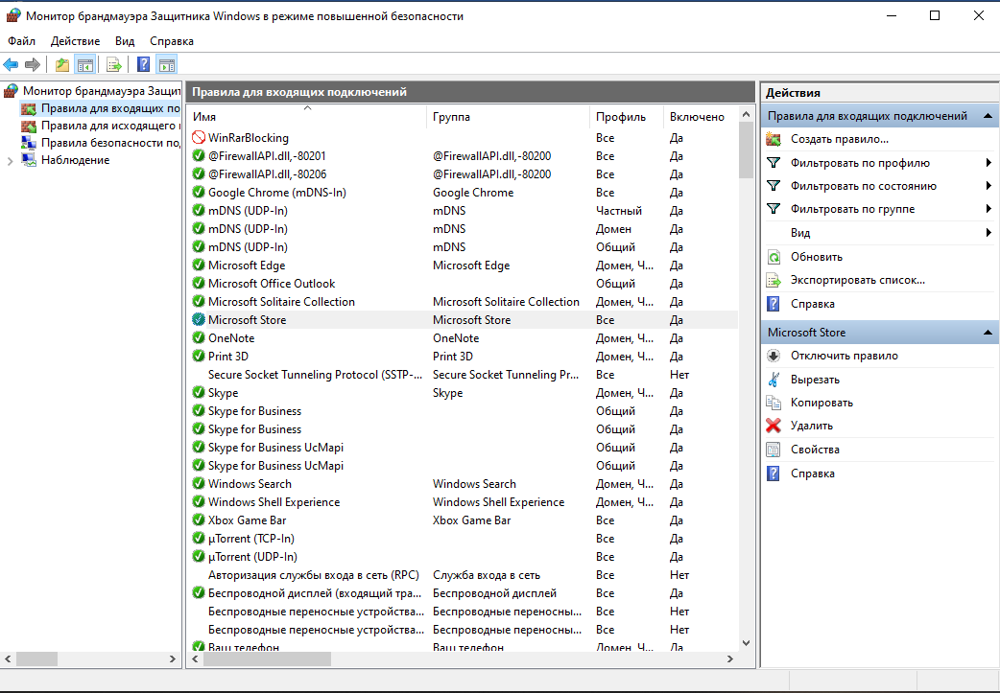 Монитор брандмауэра Защитника Windows в режиме повышенной безопасности
Файл Действие Вид Справка
Монитор брандмауэра Защит
Правила для входящих по
Правила для исходящего
Правила безопасности по
Наблюдение
Правила для входящих подключений
Имя Группа Профиль Включено
WinRarBlocking Все Да
@FirewallAPI.dll,-80201 @FirewallAPI.dll,-80200 Все Да
@FirewallAPI.dll,-80206 @FirewallAPI.dll,-80200 Все Да
Google Chrome (mDNS-In) Google Chrome Все Да
mDNS (UDP-In) mDNS Частный Да
mDNS (UDP-In) mDNS Домен Да
mDNS (UDP-In) mDNS Общий Да
Microsoft Edge Microsoft Edge Домен, Ч... Да
Microsoft Office Outlook Общий Да
Microsoft Solitaire Collection Microsoft Solitaire Collection Домен, Ч... Да
Microsoft Store Microsoft Store Все Да
OneNote OneNote Домен, Ч... Да
Print 3D Print 3D Домен, Ч... Да
Secure Socket Tunneling Protocol (SSTP-... Secure Socket Tunneling Pr... Все Нет
Skype Skype Домен, Ч... Да
Skype for Business Общий Да
Skype for Business Общий Да
Skype for Business UcMapi Общий Да
Skype for Business UcMapi Общий Да
Windows Search Windows Search Домен, Ч... Да
Windows Shell Experience Windows Shell Experience Домен, Ч... Да
Xbox Game Bar Xbox Game Bar Все Да
µTorrent (TCP-In) Все Да
µTorrent (UDP-In) Все Да
Авторизация службы входа в сеть (RPC) Служба входа в сеть Все Нет
Беспроводной дисплей (входящий тра... Беспроводной дисплей Все Да
Беспроводные переносные устройства... Беспроводные переносны... Все Нет
Беспроводные переносные устройства... Беспроводные переносны... Все Нет
Ваш телефон Ваш телефон Домен, Ч... Да
Действия
Правила для входящих подключений
Создать правило...
Фильтровать по профилю
Фильтровать по состоянию
Фильтровать по группе
Вид
Обновить
Экспортировать список...
Справка
Microsoft Store
Отключить правило
Вырезать
Копировать
Удалить
Свойства
Справка